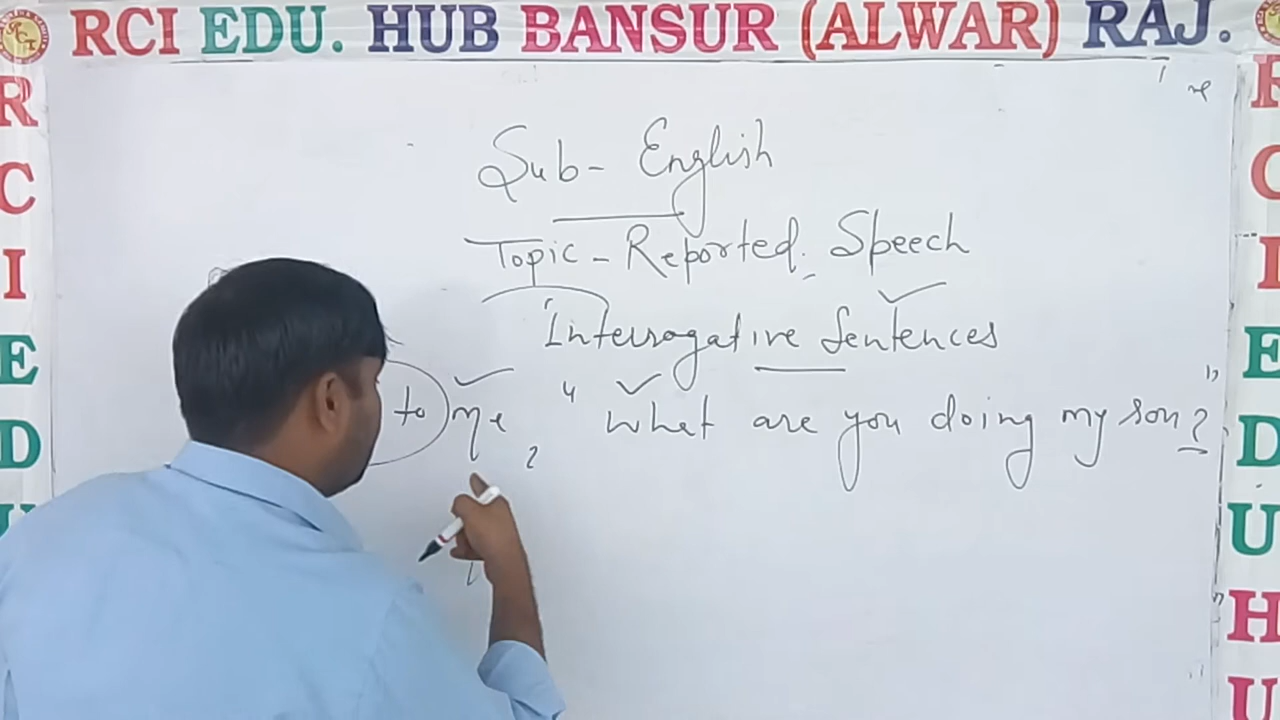 RCI EDU. HUB BANSUR (ALWAR) RAJ.
Sub- English
Topic - Reported Speech
Interrogative Sentences
to me, "What are you doing my son?"
R
C
I
E
D
U
R
C
I
E
D
U
H
U